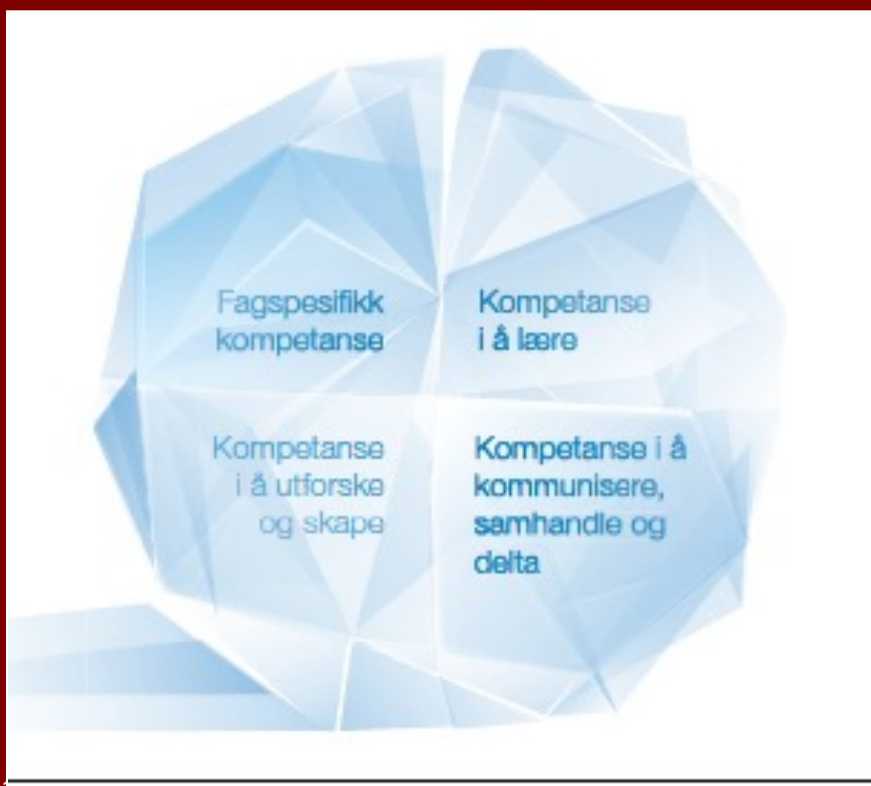 Fagspesifikk
kompetanse
Kompetanse
i å lære
Kompetanse
i å utforske
og skape
Kompetanse i å
kommunisere,
samhandle og
delta